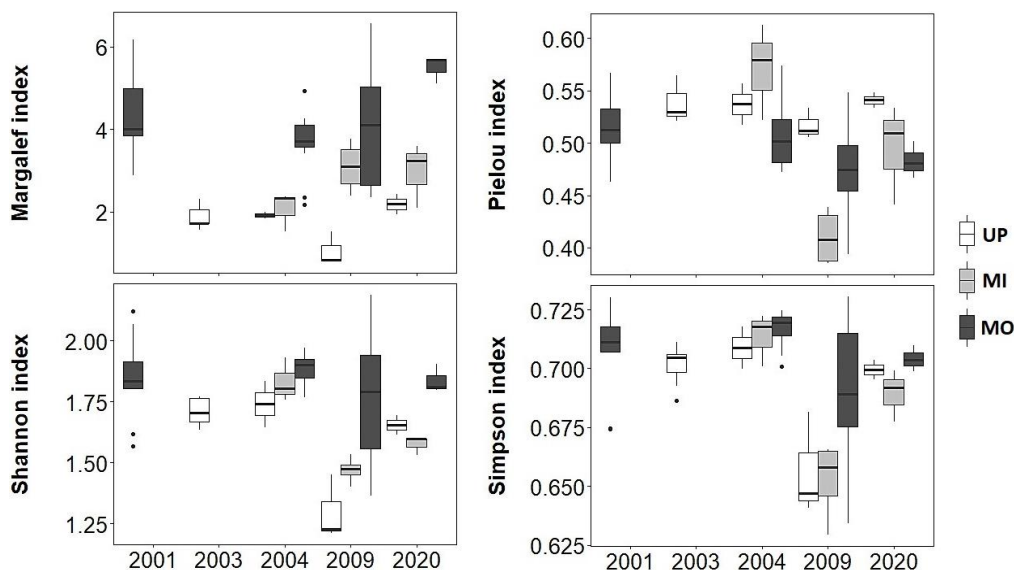 Margalef index
6
4
2
Pielou index
0.60
0.55
0.50
0.45
0.40
UP
MI
MO
Shannon index
2.00
1.75
1.50
1.25
2001 2003 2004 2009 2020
Simpson index
0.725
0.700
0.675
0.650
0.625
2001 2003 2004 2009 2020